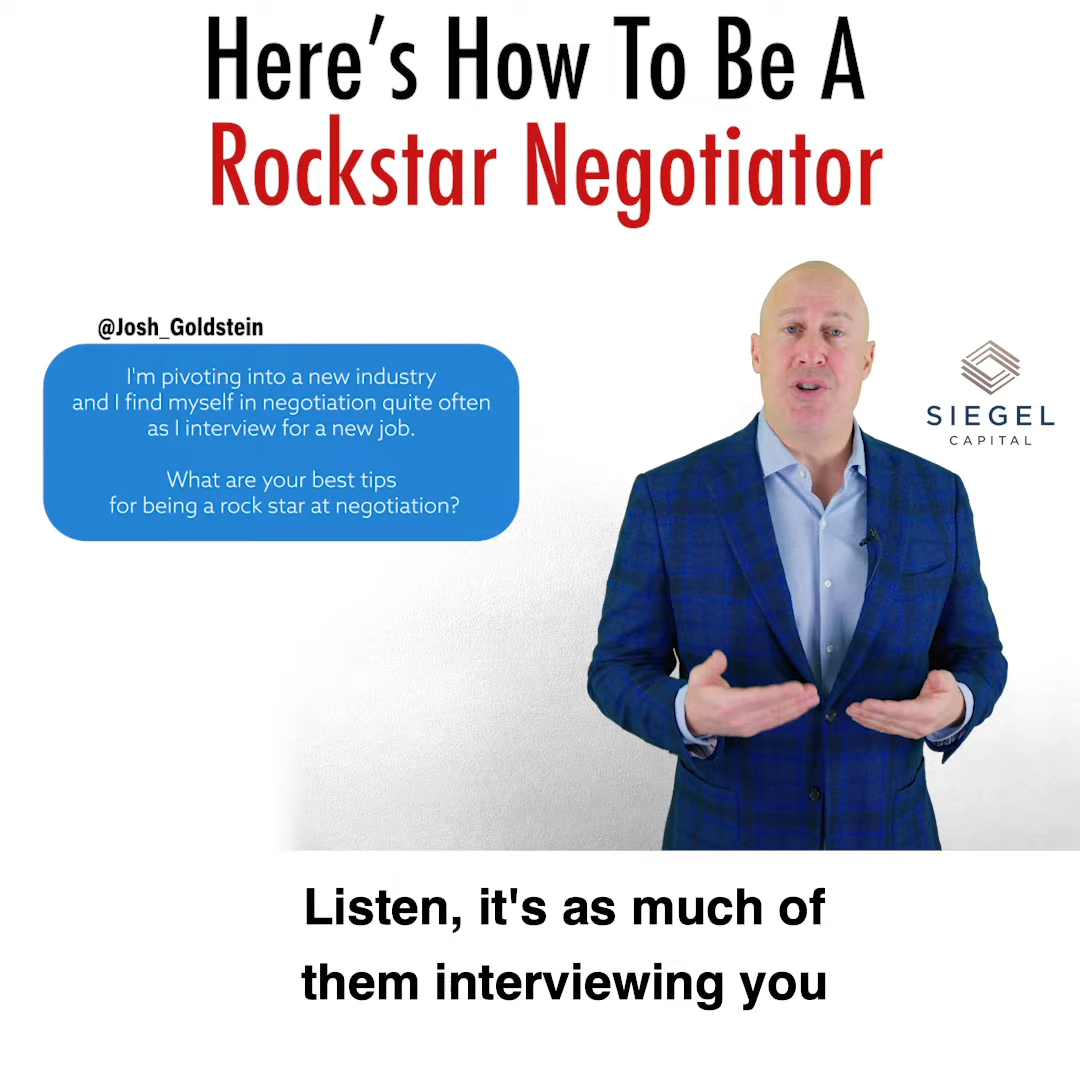 Here's How To Be A
Rockstar Negotiator
@Josh_Goldstein
I'm pivoting into a new industry
and I find myself in negotiation quite often
as I interview for a new job.
What are your best tips
for being a rock star at negotiation?
SIEGEL
CAPITAL
Listen, it's as much of
them interviewing you